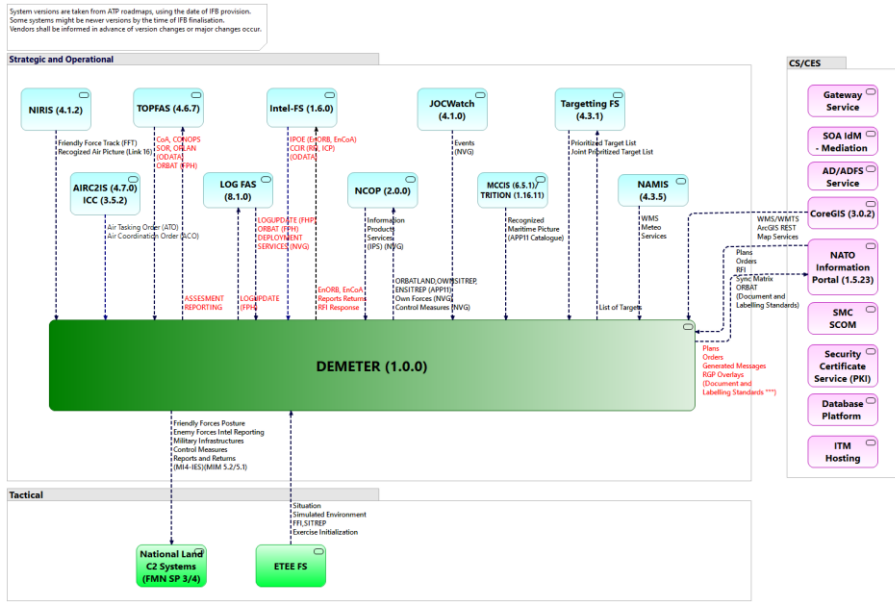 System versions are taken from ATP roadmaps, using the date of IFB provision.
Some systems might be newer versions by the time of IFB finalisation.
Vendors shall be informed in advance of version changes or major changes occur.
Strategic and Operational
NIRIS (4.1.2)
TOPFAS (4.6.7)
Intel-FS (1.6.0)
JOCWatch
(4.1.0)
Targetting FS
(4.3.1)
Friendly Force Track (FFT)
Recogized Air Picture (Link 16)
CoA, CONOPS
SOR, OPLAN
(ODATA)
ORBAT (FPH)
IPOE (EnORB, EnCoA)
CCIR (RFI, ICP)
(ODATA)
Events
(NVG)
Prioritized Target List
Joint Prioritized Target List
AIRC2IS (4.7.0)
ICC (3.5.2)
LOG FAS
(8.1.0)
NCOP (2.0.0)
MCCIS (6.5.1)/
TRITION (1.16.11)
NAMIS
(4.3.5)
Air Tasking Order (ATO)
Air Coordination Order (ACO)
LOGUPDATE (FHP)
ORBAT (FPH)
DEPLOYMENT
SERVICES (NVG)
Information
Products
Services
(IPS) (NVG)
Recognized
Maritime Picture
(APP11 Catalogue)
WMS
Meteo
Services
ASSESMENT
REPORTING
LOGUPDATE
(FPH)
EnORB, EnCoA
Reports Returns
RFI Response
ORBATLAND,OWNSITREP,
ENSITREP (APP11)
Own Forces (NVG)
Control Measures (NVG)
List of Targets
DEMETER (1.0.0)
Friendly Forces Posture
Enemy Forces Intel Reporting
Military Infrastructures
Control Measures
Reports and Returns
(MI4-IES)(MIM 5.2/5.1)
Tactical
Situation
Simulated Environment
FFI,SITREP
Exercise Initialization
National Land
C2 Systems
(FMN SP 3/4)
ETEE FS
CS/CES
Gateway
Service
SOA IdM
- Mediation
AD/ADFS
Service
CoreGIS (3.0.2)
WMS/WMTS
ArcGIS REST
Map Services
NATO
Information
Portal (1.5.23)
Plans
Orders
RFI
Sync Matrix
ORBAT
(Document and
Labelling Standards)
SMC
SCOM
Plans
Orders
Generated Messages
RGP Overlays
(Document and
Labelling Standards ***)
Security
Certificate
Service (PKI)
Database
Platform
ITM
Hosting